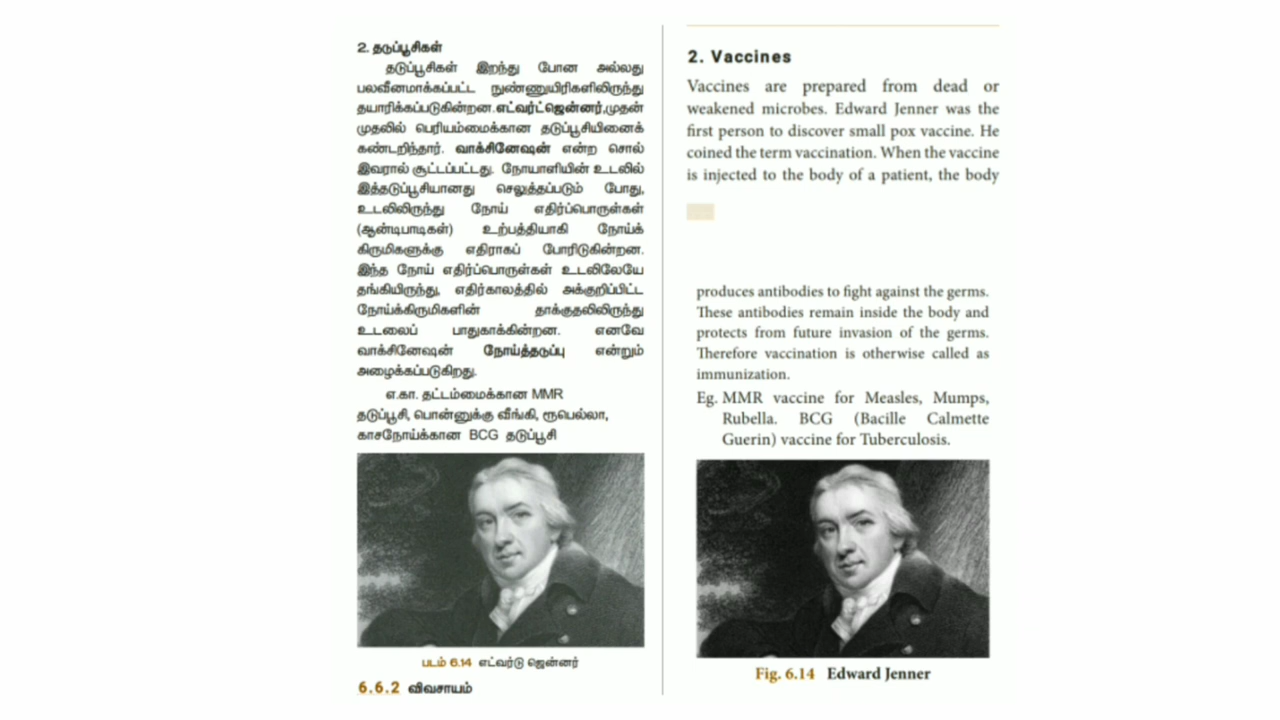 2. தடுப்பூசிகள்
தடுப்பூசிகள் இறந்து போன அல்லது
பலவீனமாக்கப்பட்ட நுண்ணுயிரிகளிலிருந்து
தயாரிக்கப்படுகின்றன.எட்வர்ட்ஜென்னர்,முதன்
முதலில் பெரியம்மைக்கான தடுப்பூசியினைக்
கண்டறிந்தார். வாக்சினேஷன் என்ற சொல்
இவரால் சூட்டப்பட்டது. நோயாளியின் உடலில்
இத்தடுப்பூசியானது செலுத்தப்படும் போது,
உடலிலிருந்து நோய் எதிர்ப்பொருள்கள்
(ஆன்டிபாடிகள்) உற்பத்தியாகி நோய்க்
கிருமிகளுக்கு எதிராகப் போரிடுகின்றன.
இந்த நோய் எதிர்ப்பொருள்கள் உடலிலேயே
தங்கியிருந்து, எதிர்காலத்தில் அக்குறிப்பிட்ட
நோய்க்கிருமிகளின் தாக்குதலிலிருந்து
உடலைப் பாதுகாக்கின்றன. எனவே
வாக்சினேஷன் நோய்த்தடுப்பு என்றும்
அழைக்கப்படுகிறது.
எ.கா. தட்டம்மைக்கான MMR
தடுப்பூசி, பொன்னுக்கு வீங்கி, ரூபெல்லா,
காசநோய்க்கான BCG தடுப்பூசி
படம் 6.14 எட்வர்டு ஜென்னர்
6.6.2 விவசாயம்
2. Vaccines
Vaccines are prepared from dead or
weakened microbes. Edward Jenner was the
first person to discover small pox vaccine. He
coined the term vaccination. When the vaccine
is injected to the body of a patient, the body
produces antibodies to fight against the germs.
These antibodies remain inside the body and
protects from future invasion of the germs.
Therefore vaccination is otherwise called as
immunization.
Eg. MMR vaccine for Measles, Mumps,
Rubella. BCG (Bacille Calmette
Guerin) vaccine for Tuberculosis.
Fig. 6.14 Edward Jenner